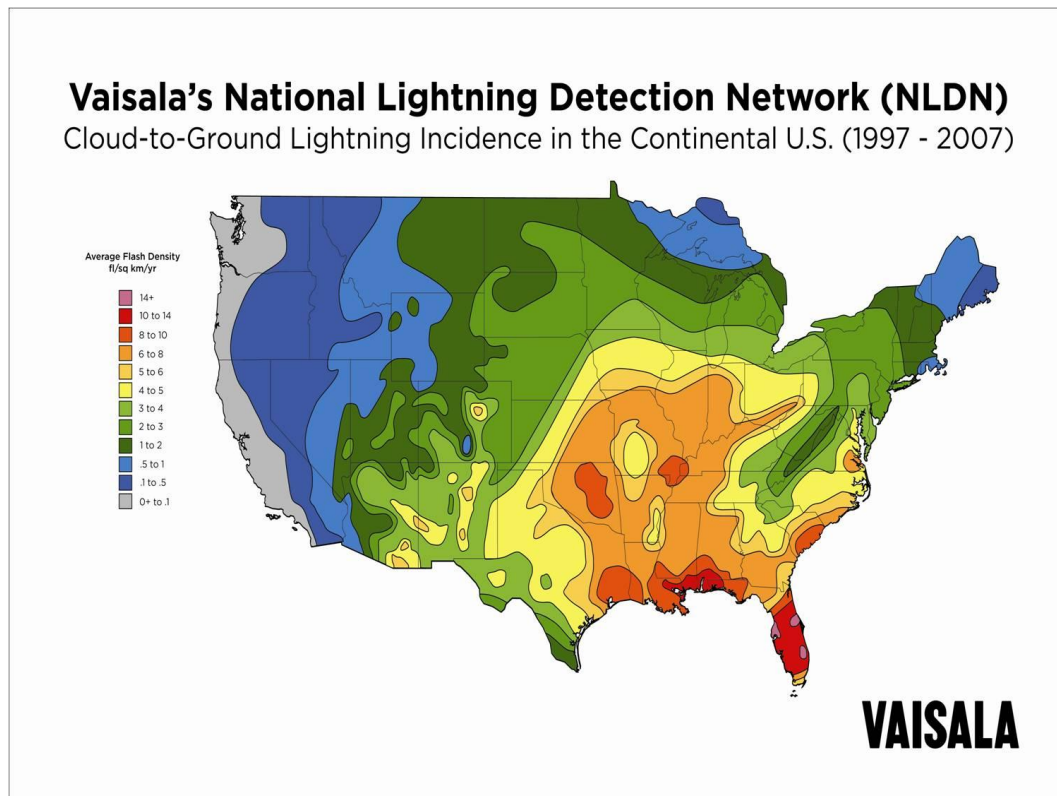 Vaisala's National Lightning Detection Network (NLDN)
Cloud-to-Ground Lightning Incidence in the Continental U.S. (1997 - 2007)
Average Flash Density
fl/sq km/yr
14+
10 to 14
8 to 10
6 to 8
5 to 6
4 to 5
3 to 4
2 to 3
1 to 2
.5 to 1
.1 to .5
0+ to .1
VAISALA